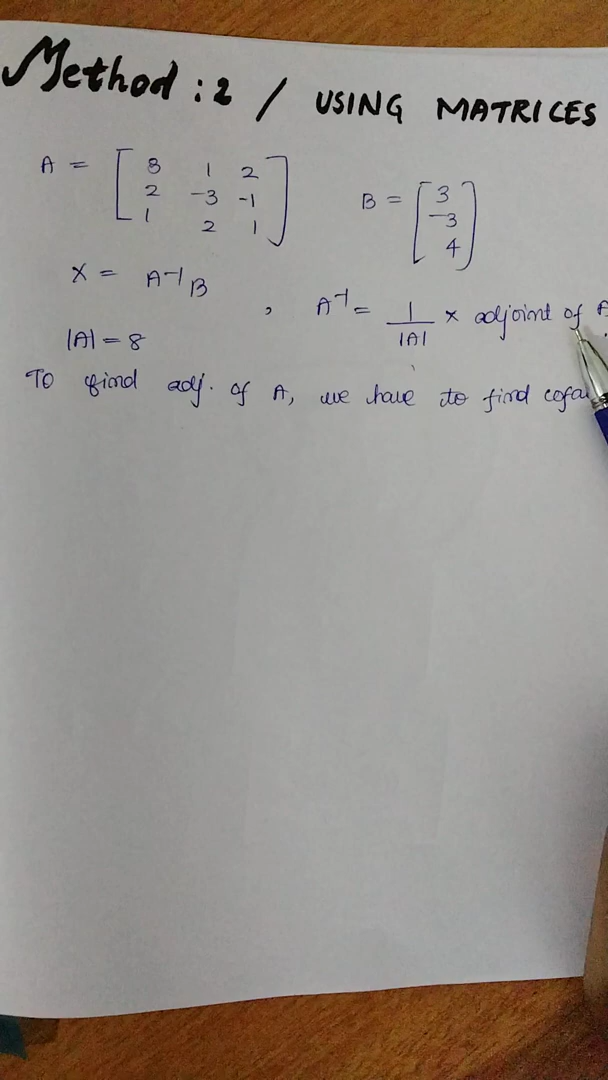 Method : 2 / USING MATRICES
A = [ 3 1 2
2 -3 -1
1 2 1 ]
B = [ 3
-3
4 ]
X = A⁻¹B , A⁻¹ = 1/|A| × adjoint of A
|A| = 8
To find adj. of A, we have to find cofa